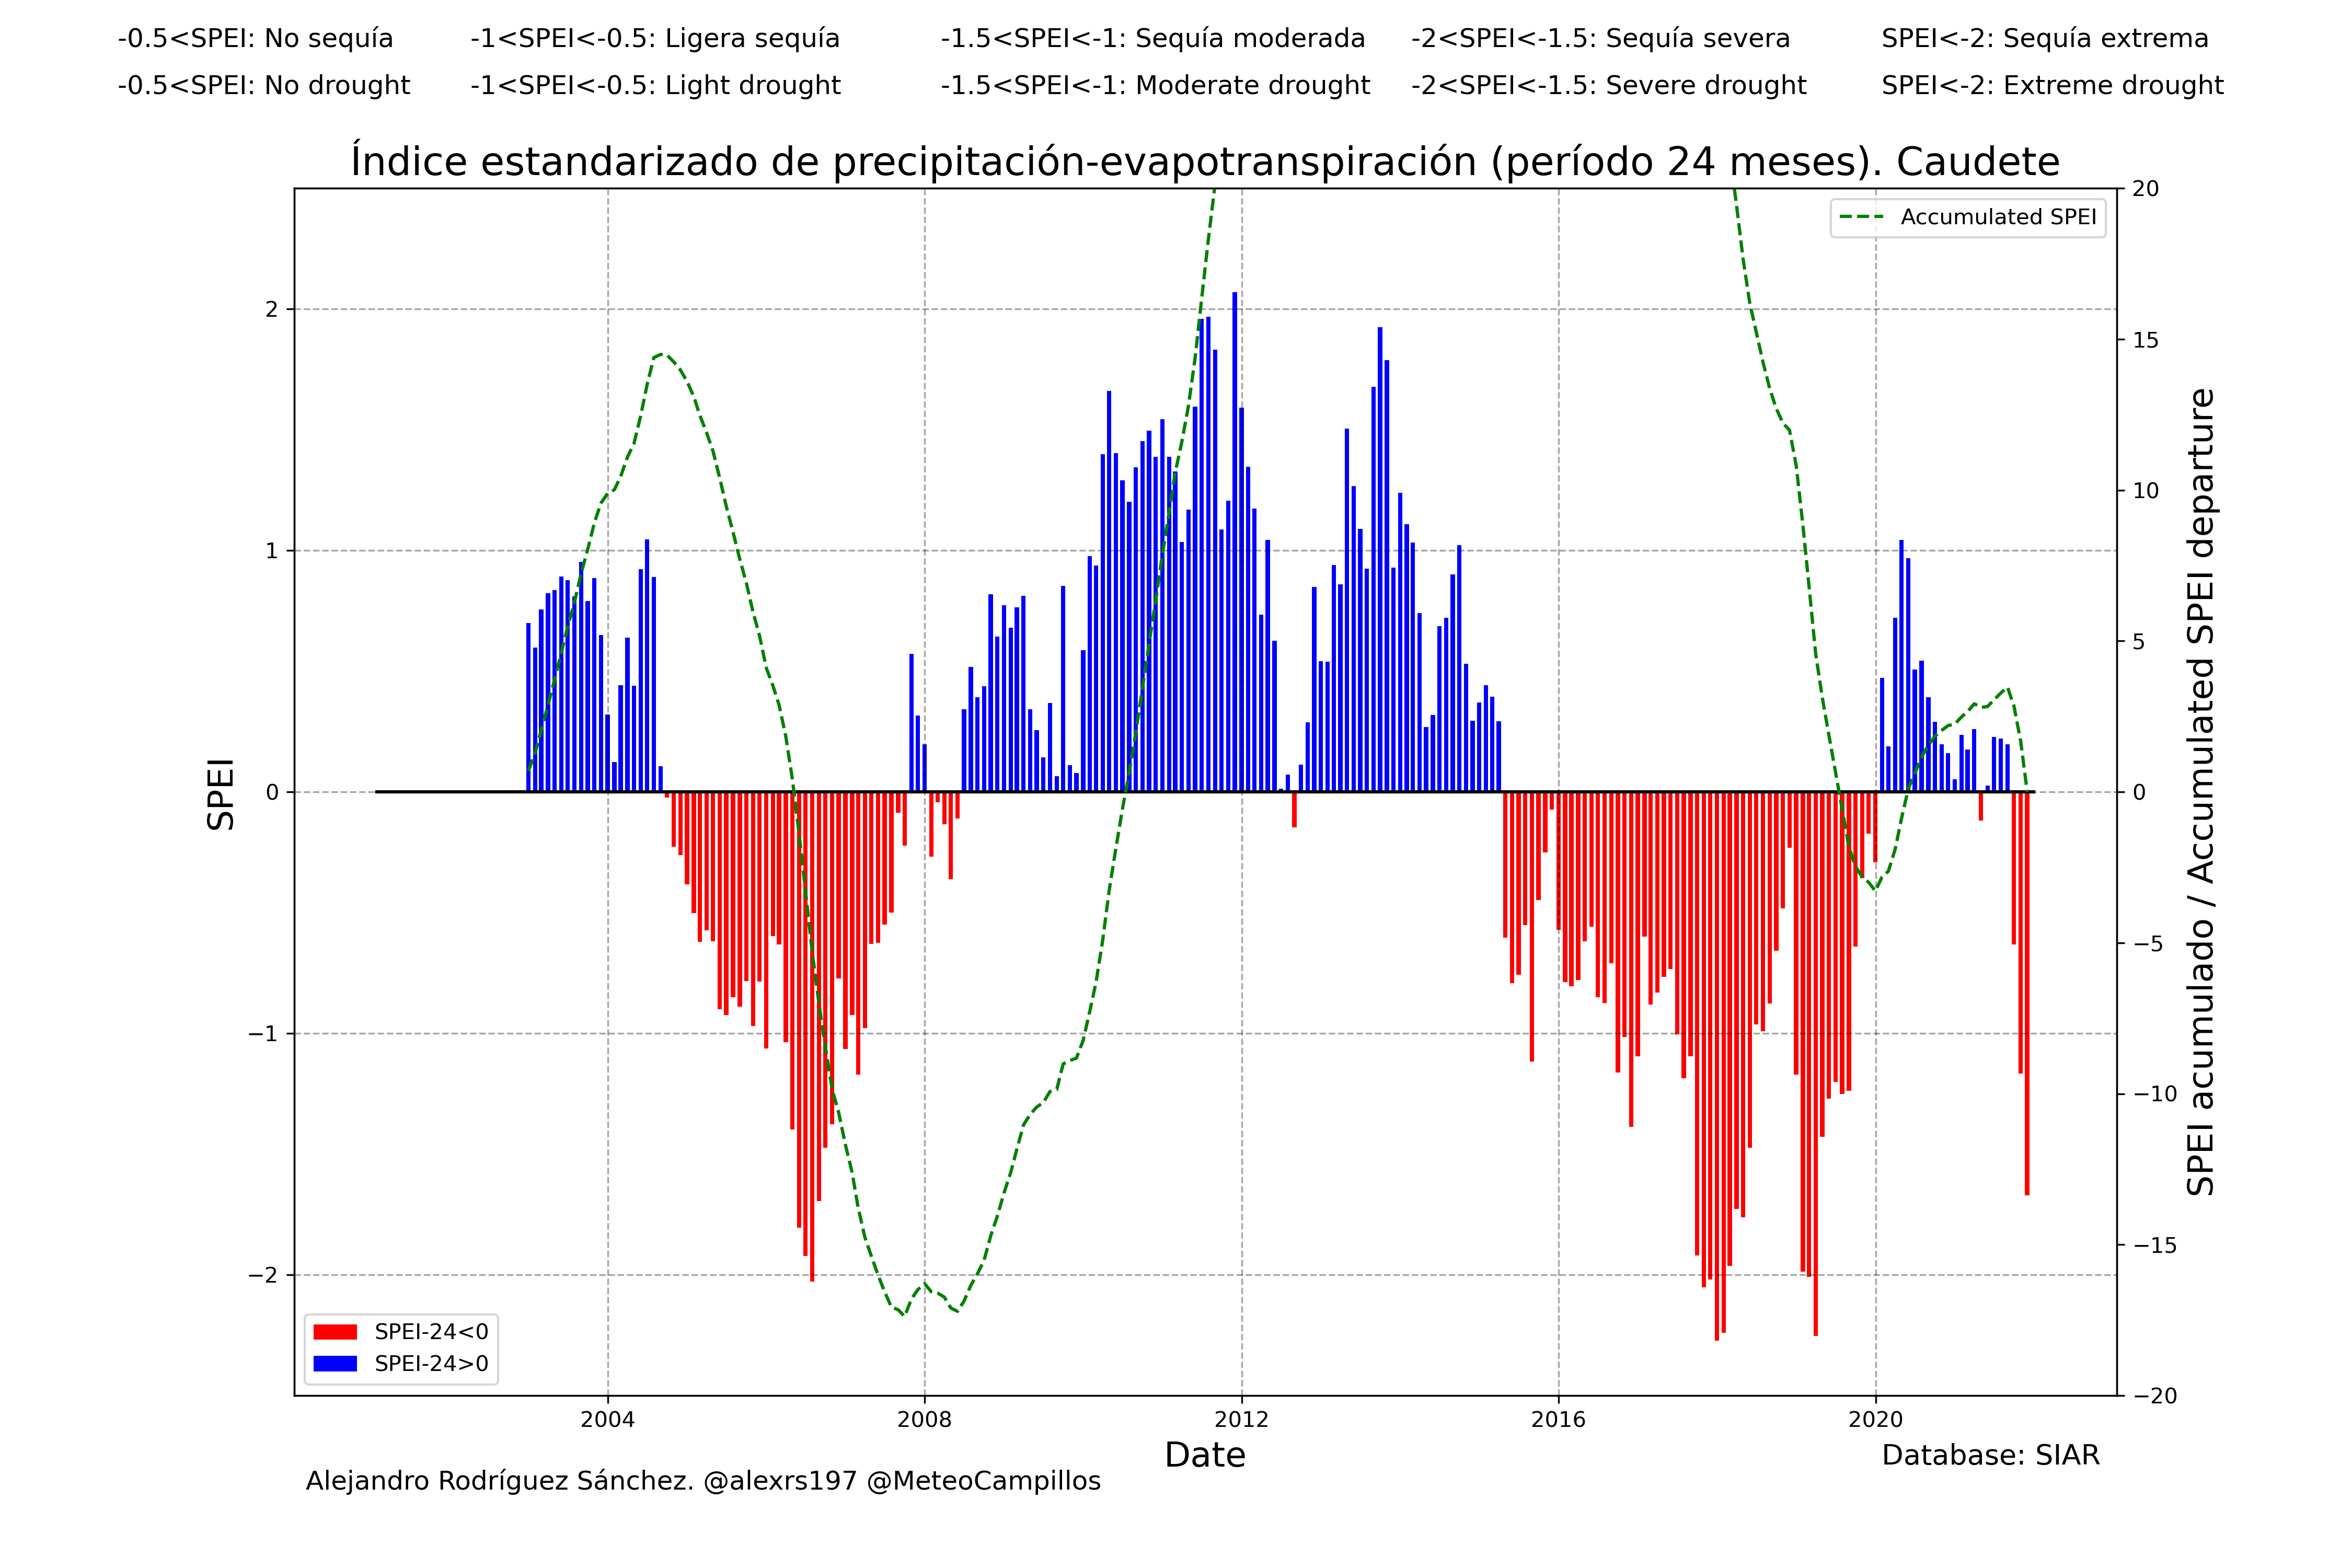 -0.5<SPEI: No sequía -1<SPEI<-0.5: Ligera sequía -1.5<SPEI<-1: Sequía moderada -2<SPEI<-1.5: Sequía severa SPEI<-2: Sequía extrema
-0.5<SPEI: No drought -1<SPEI<-0.5: Light drought -1.5<SPEI<-1: Moderate drought -2<SPEI<-1.5: Severe drought SPEI<-2: Extreme drought
Índice estandarizado de precipitación-evapotranspiración (período 24 meses). Caudete
Accumulated SPEI
2
1
0
−1
−2
SPEI
20
15
10
5
0
−5
−10
−15
−20
SPEI acumulado / Accumulated SPEI departure
SPEI-24<0
SPEI-24>0
2004 2008 2012 2016 2020
Date
Database: SIAR
Alejandro Rodríguez Sánchez. @alexrs197 @MeteoCampillos